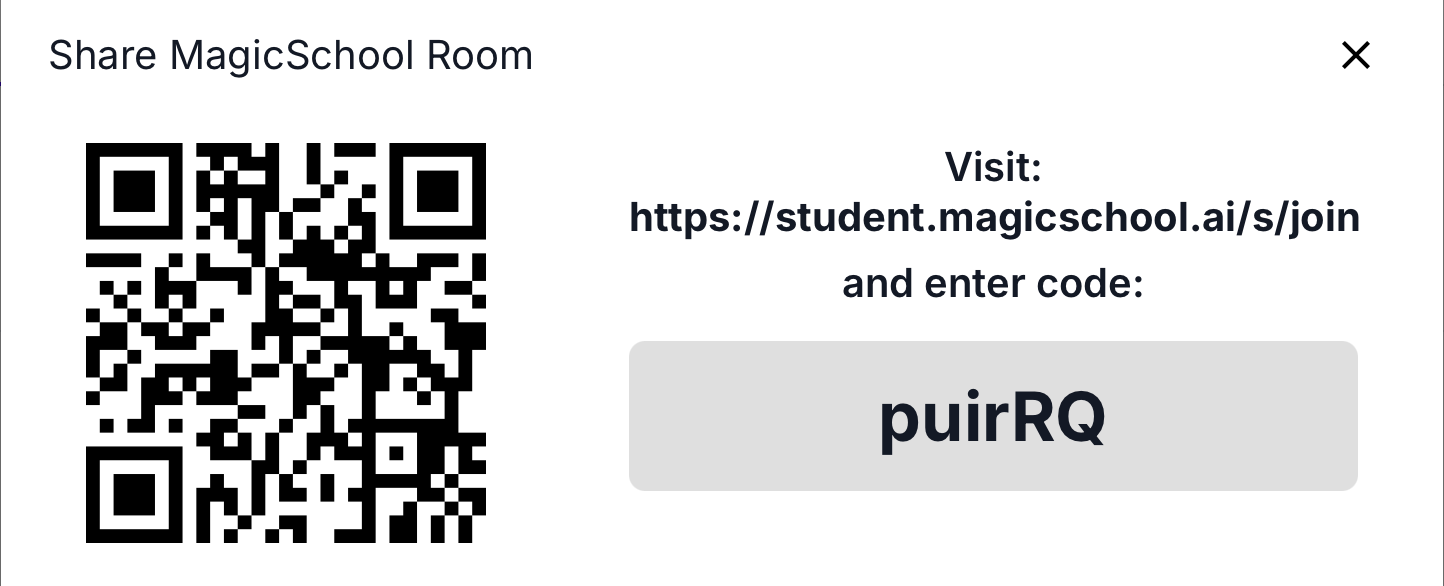 Share MagicSchool Room
Visit:
https://student.magicschool.ai/s/join
and enter code:
puirRQ